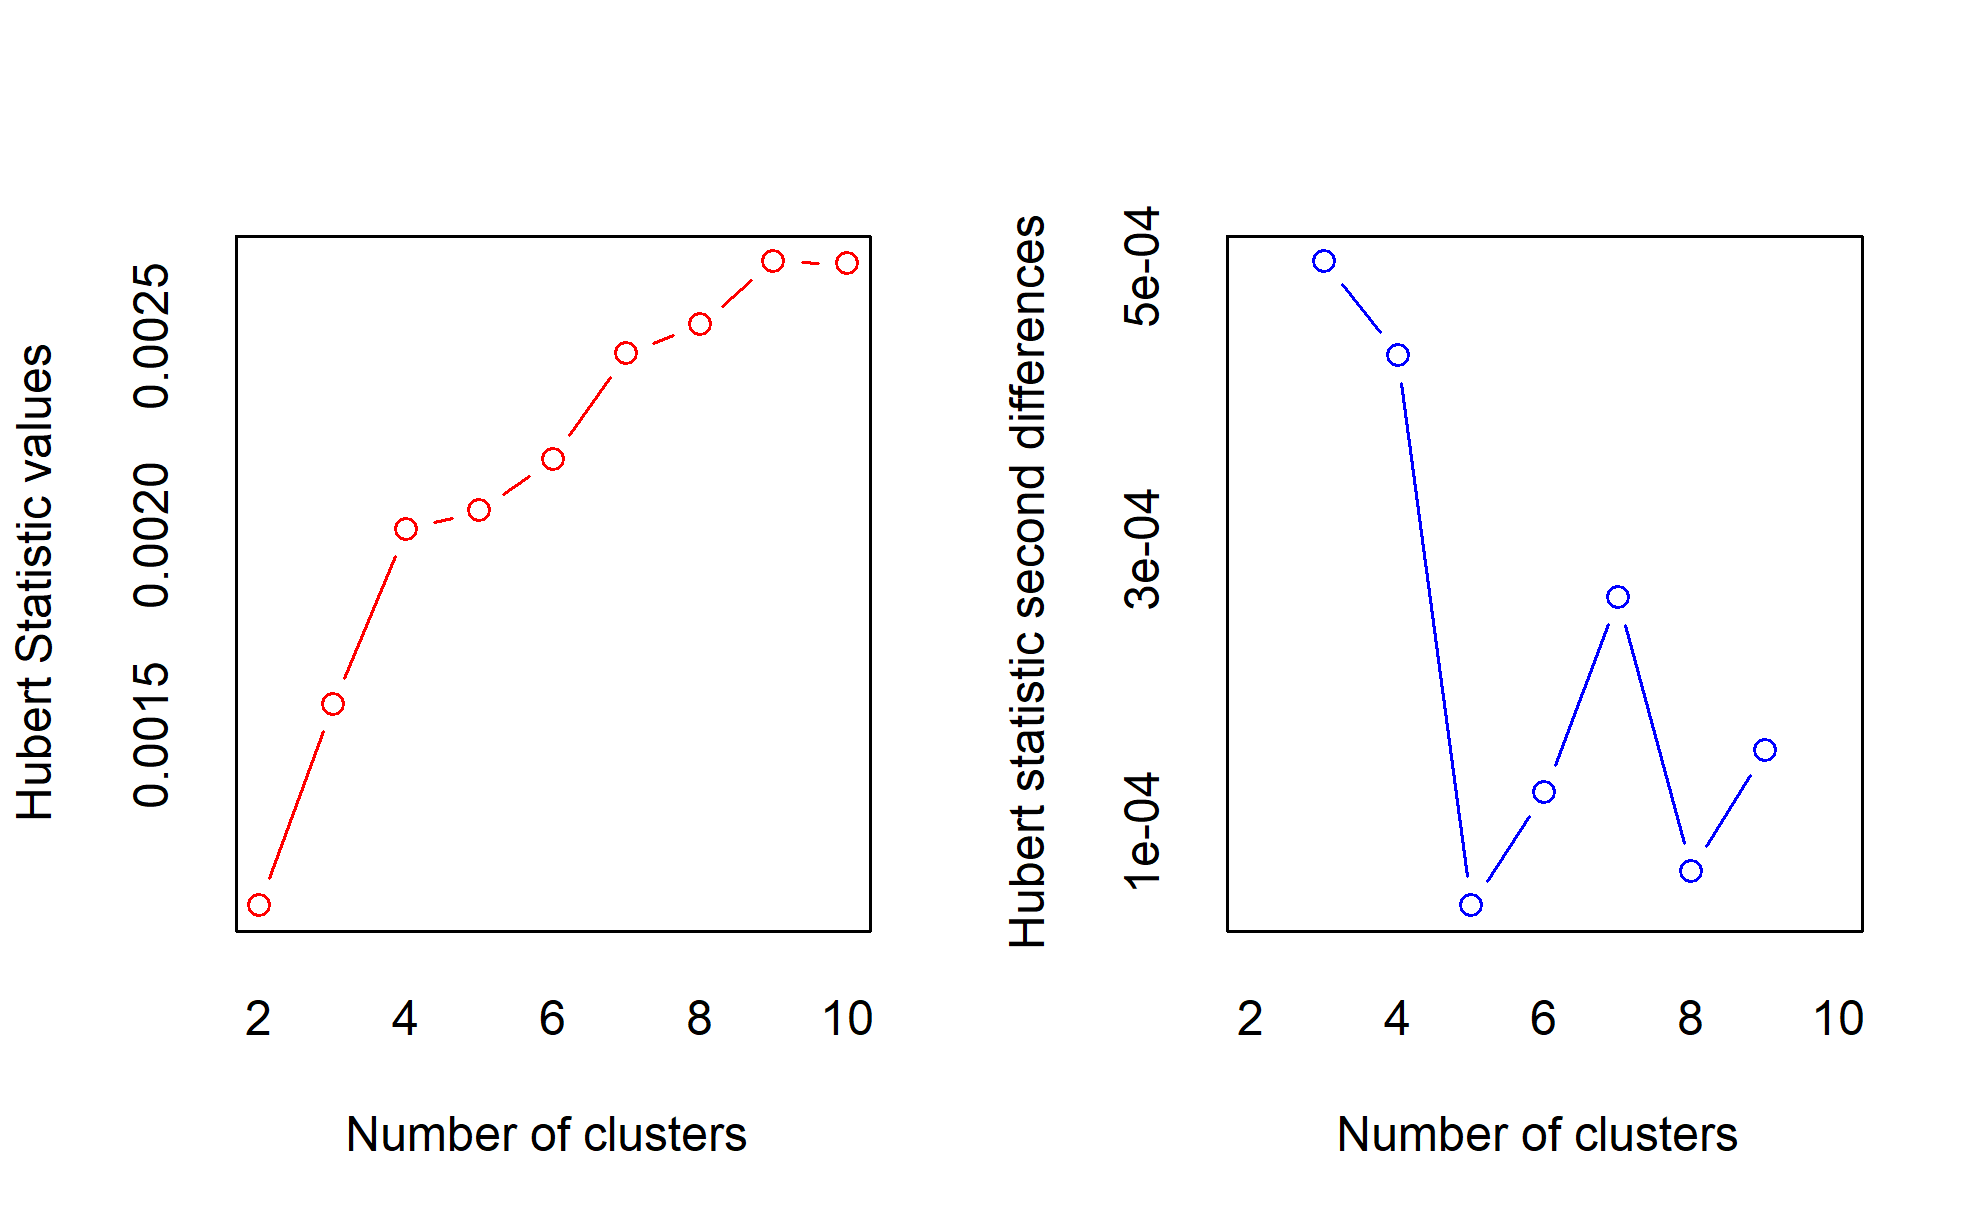 Hubert Statistic values
0.0015 0.0020 0.0025
2 4 6 8 10
Number of clusters
Hubert statistic second differences
1e-04 3e-04 5e-04
2 4 6 8 10
Number of clusters